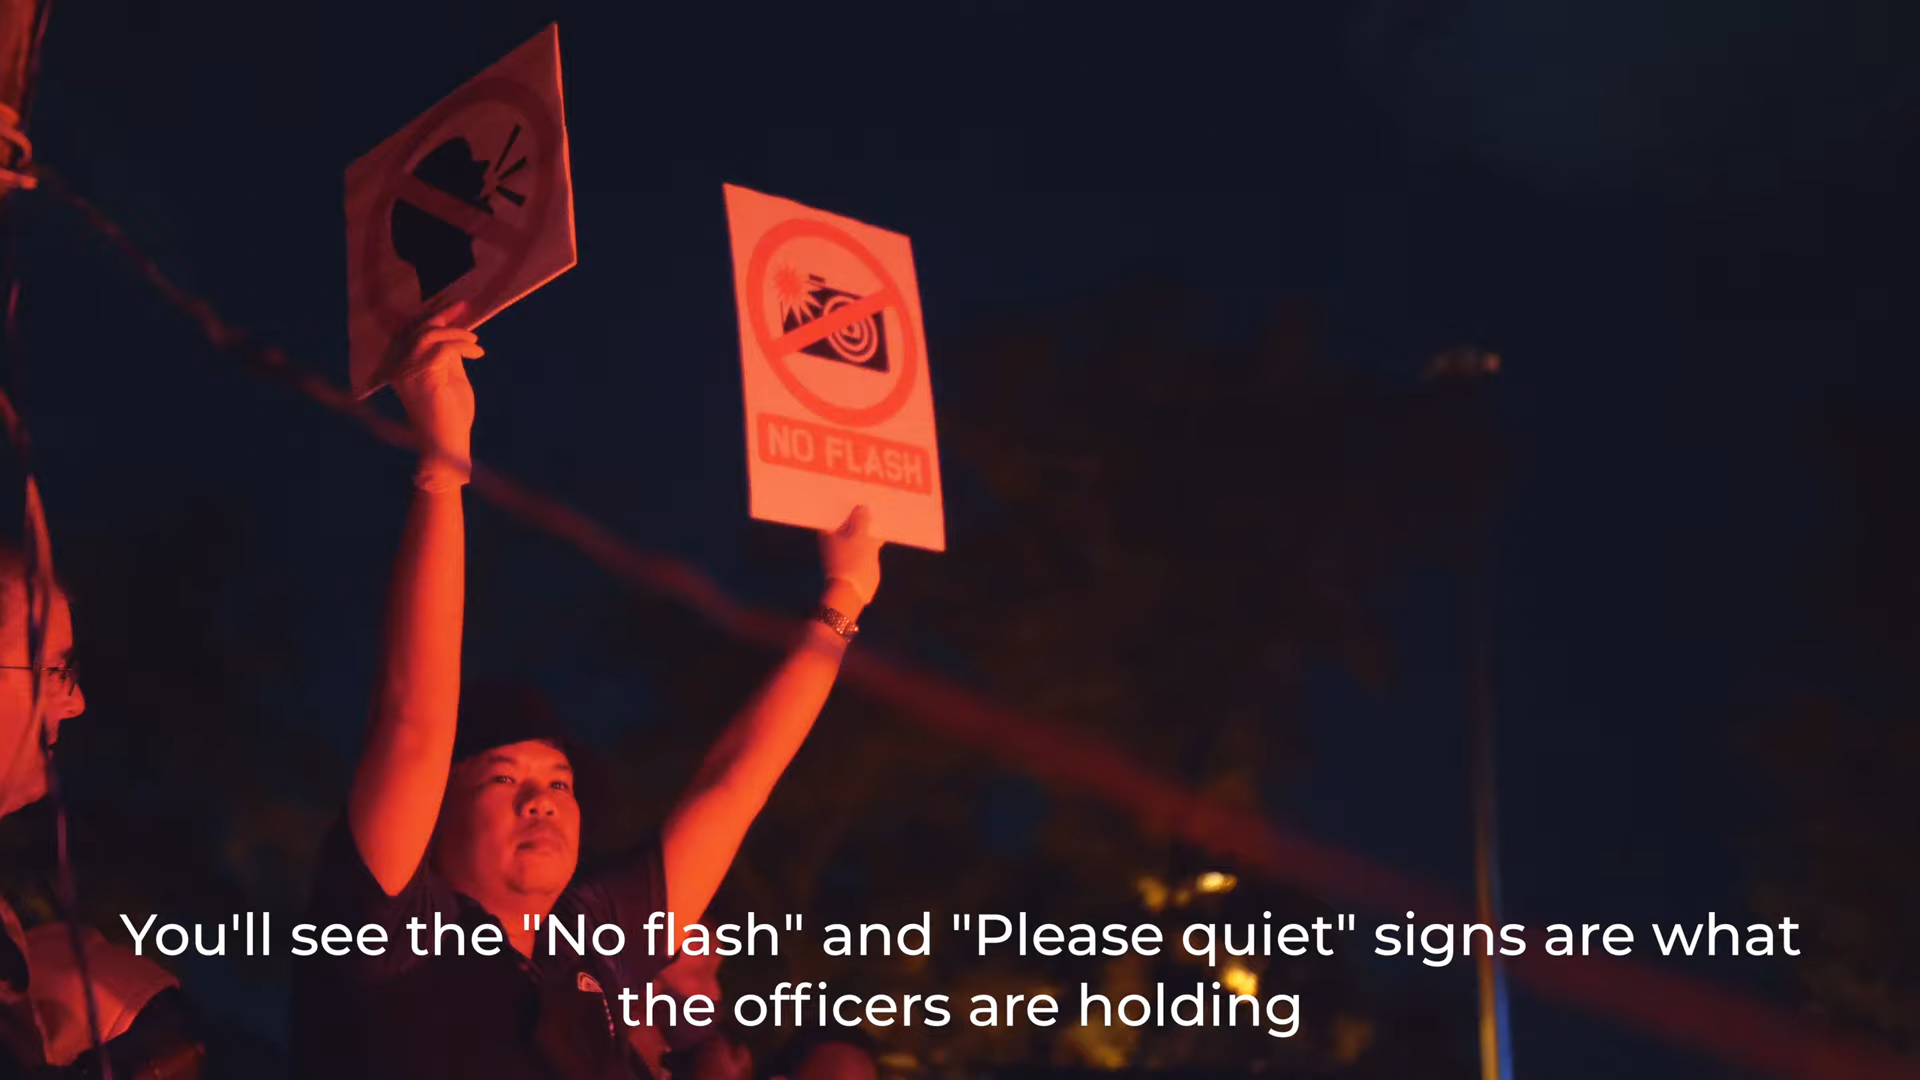 NO FLASH
You'll see the "No flash" and "Please quiet" signs are what
the officers are holding